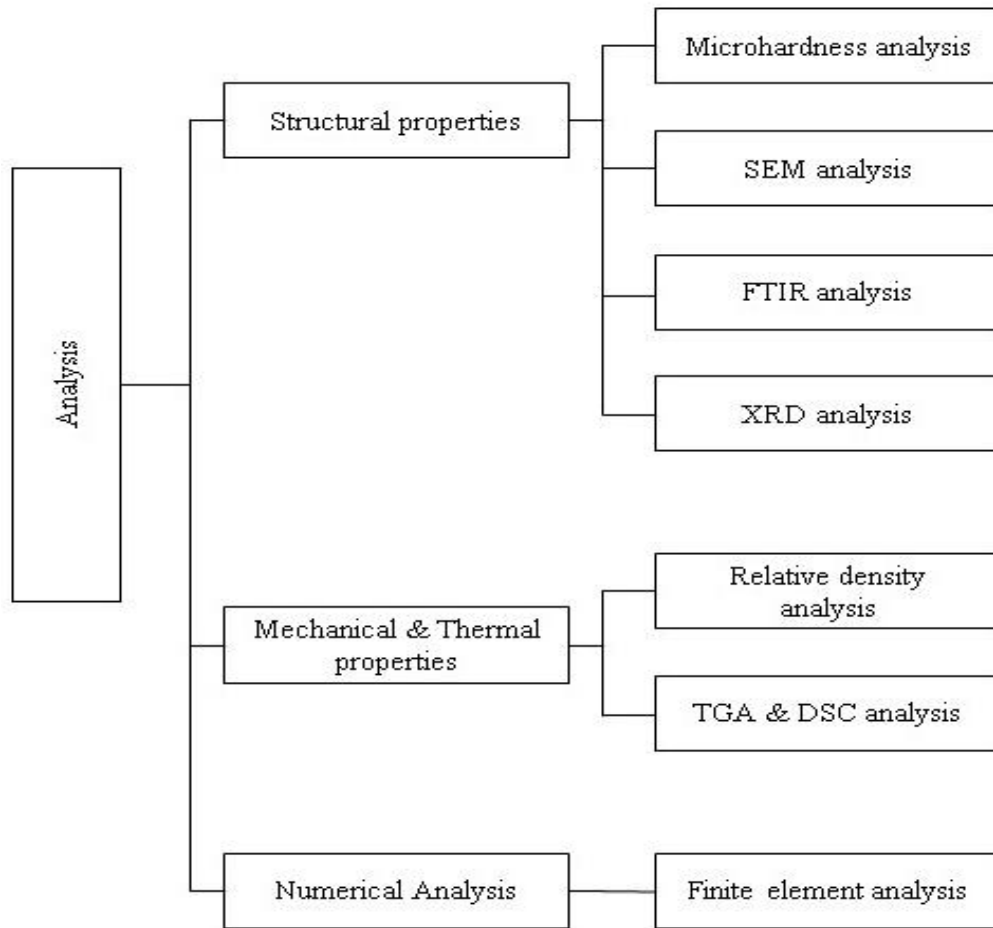 Analysis
Structural properties
Microhardness analysis
SEM analysis
FTIR analysis
XRD analysis
Mechanical & Thermal
properties
Relative density
analysis
TGA & DSC analysis
Numerical Analysis
Finite element analysis